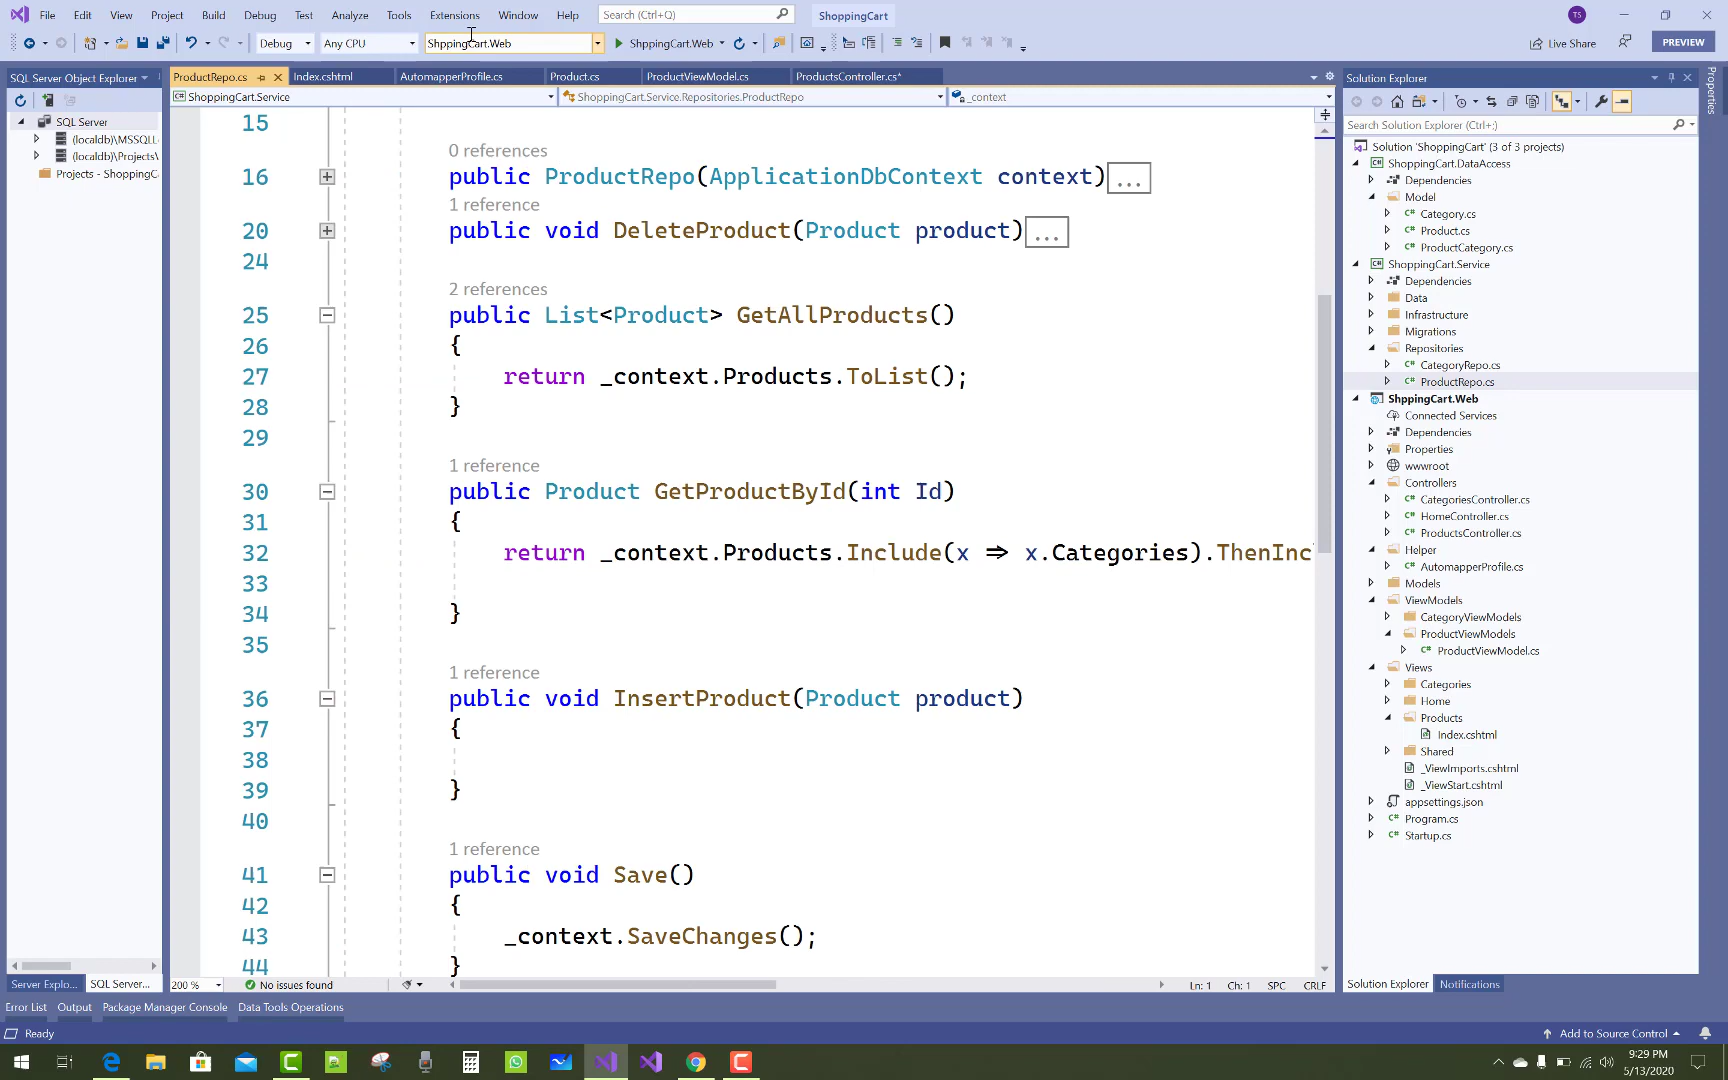 File Edit View Project Build Debug Test Analyze Tools Extensions Window Help Search (Ctrl+Q) ShoppingCart TS
Debug Any CPU ShppingCart.Web ShppingCart.Web Live Share PREVIEW
SQL Server Object Explorer ProductRepo.cs Index.cshtml AutomapperProfile.cs Product.cs ProductViewModel.cs ProductsController.cs* Solution Explorer Properties
ShoppingCart.Service ShoppingCart.Service.Repositories.ProductRepo _context
SQL Server
(localdb)\MSSQLL
(localdb)\Projects\
Projects - ShoppingC
15
0 references
16 public ProductRepo(ApplicationDbContext context)...
1 reference
20 public void DeleteProduct(Product product)...
24
2 references
25 public List<Product> GetAllProducts()
26 {
27 return _context.Products.ToList();
28 }
29
1 reference
30 public Product GetProductById(int Id)
31 {
32 return _context.Products.Include(x => x.Categories).ThenInc
33
34 }
35
1 reference
36 public void InsertProduct(Product product)
37 {
38
39 }
40
1 reference
41 public void Save()
42 {
43 _context.SaveChanges();
44 }
Search Solution Explorer (Ctrl+;)
Solution 'ShoppingCart' (3 of 3 projects)
ShoppingCart.DataAccess
Dependencies
Model
Category.cs
Product.cs
ProductCategory.cs
ShoppingCart.Service
Dependencies
Data
Infrastructure
Migrations
Repositories
CategoryRepo.cs
ProductRepo.cs
ShppingCart.Web
Connected Services
Dependencies
Properties
wwwroot
Controllers
CategoriesController.cs
HomeController.cs
ProductsController.cs
Helper
AutomapperProfile.cs
Models
ViewModels
CategoryViewModels
ProductViewModels
ProductViewModel.cs
Views
Categories
Home
Products
Index.cshtml
Shared
_ViewImports.cshtml
_ViewStart.cshtml
appsettings.json
Program.cs
Startup.cs
Server Explo... SQL Server... 200 % No issues found Ln: 1 Ch: 1 SPC CRLF Solution Explorer Notifications
Error List Output Package Manager Console Data Tools Operations
Ready Add to Source Control
9:29 PM
5/13/2020